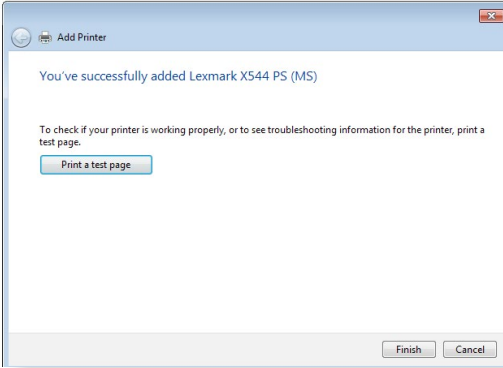 Add Printer
You've successfully added Lexmark X544 PS (MS)
To check if your printer is working properly, or to see troubleshooting information for the printer, print a
test page.
Print a test page
Finish Cancel